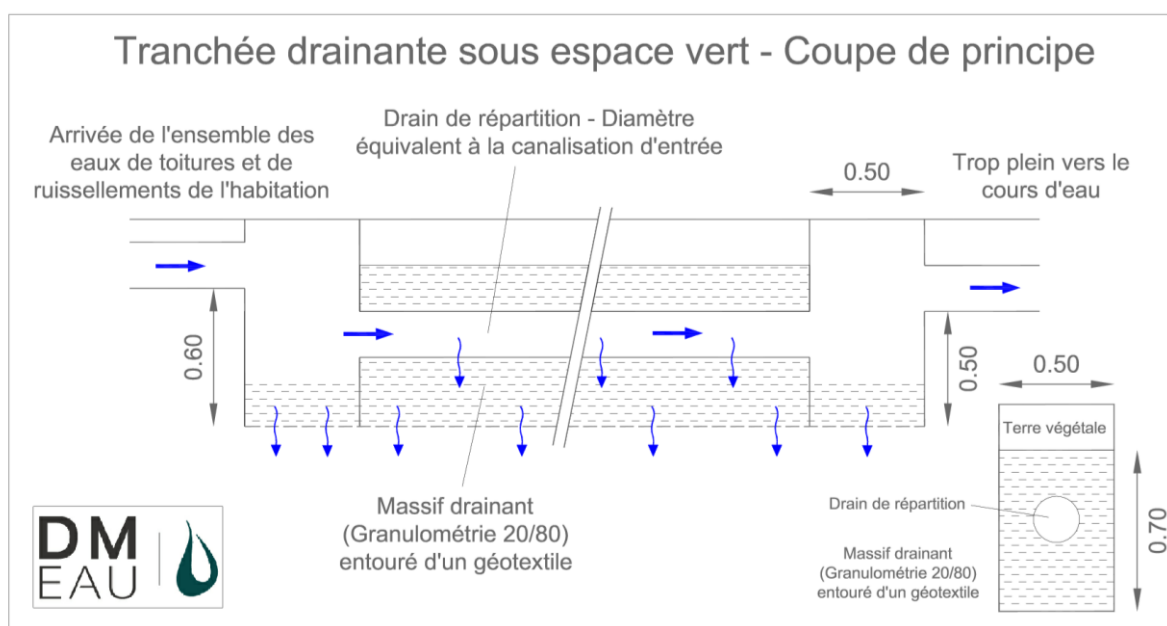 Tranchée drainante sous espace vert - Coupe de principe
Arrivée de l'ensemble des
eaux de toitures et de
ruissellements de l'habitation
Drain de répartition - Diamètre
équivalent à la canalisation d'entrée
0.50
Trop plein vers le
cours d'eau
0.60
0.50
0.50
Terre végétale
Drain de répartition
0.70
Massif drainant
(Granulométrie 20/80)
entouré d'un géotextile
Massif drainant
(Granulométrie 20/80)
entouré d'un géotextile
DM
EAU